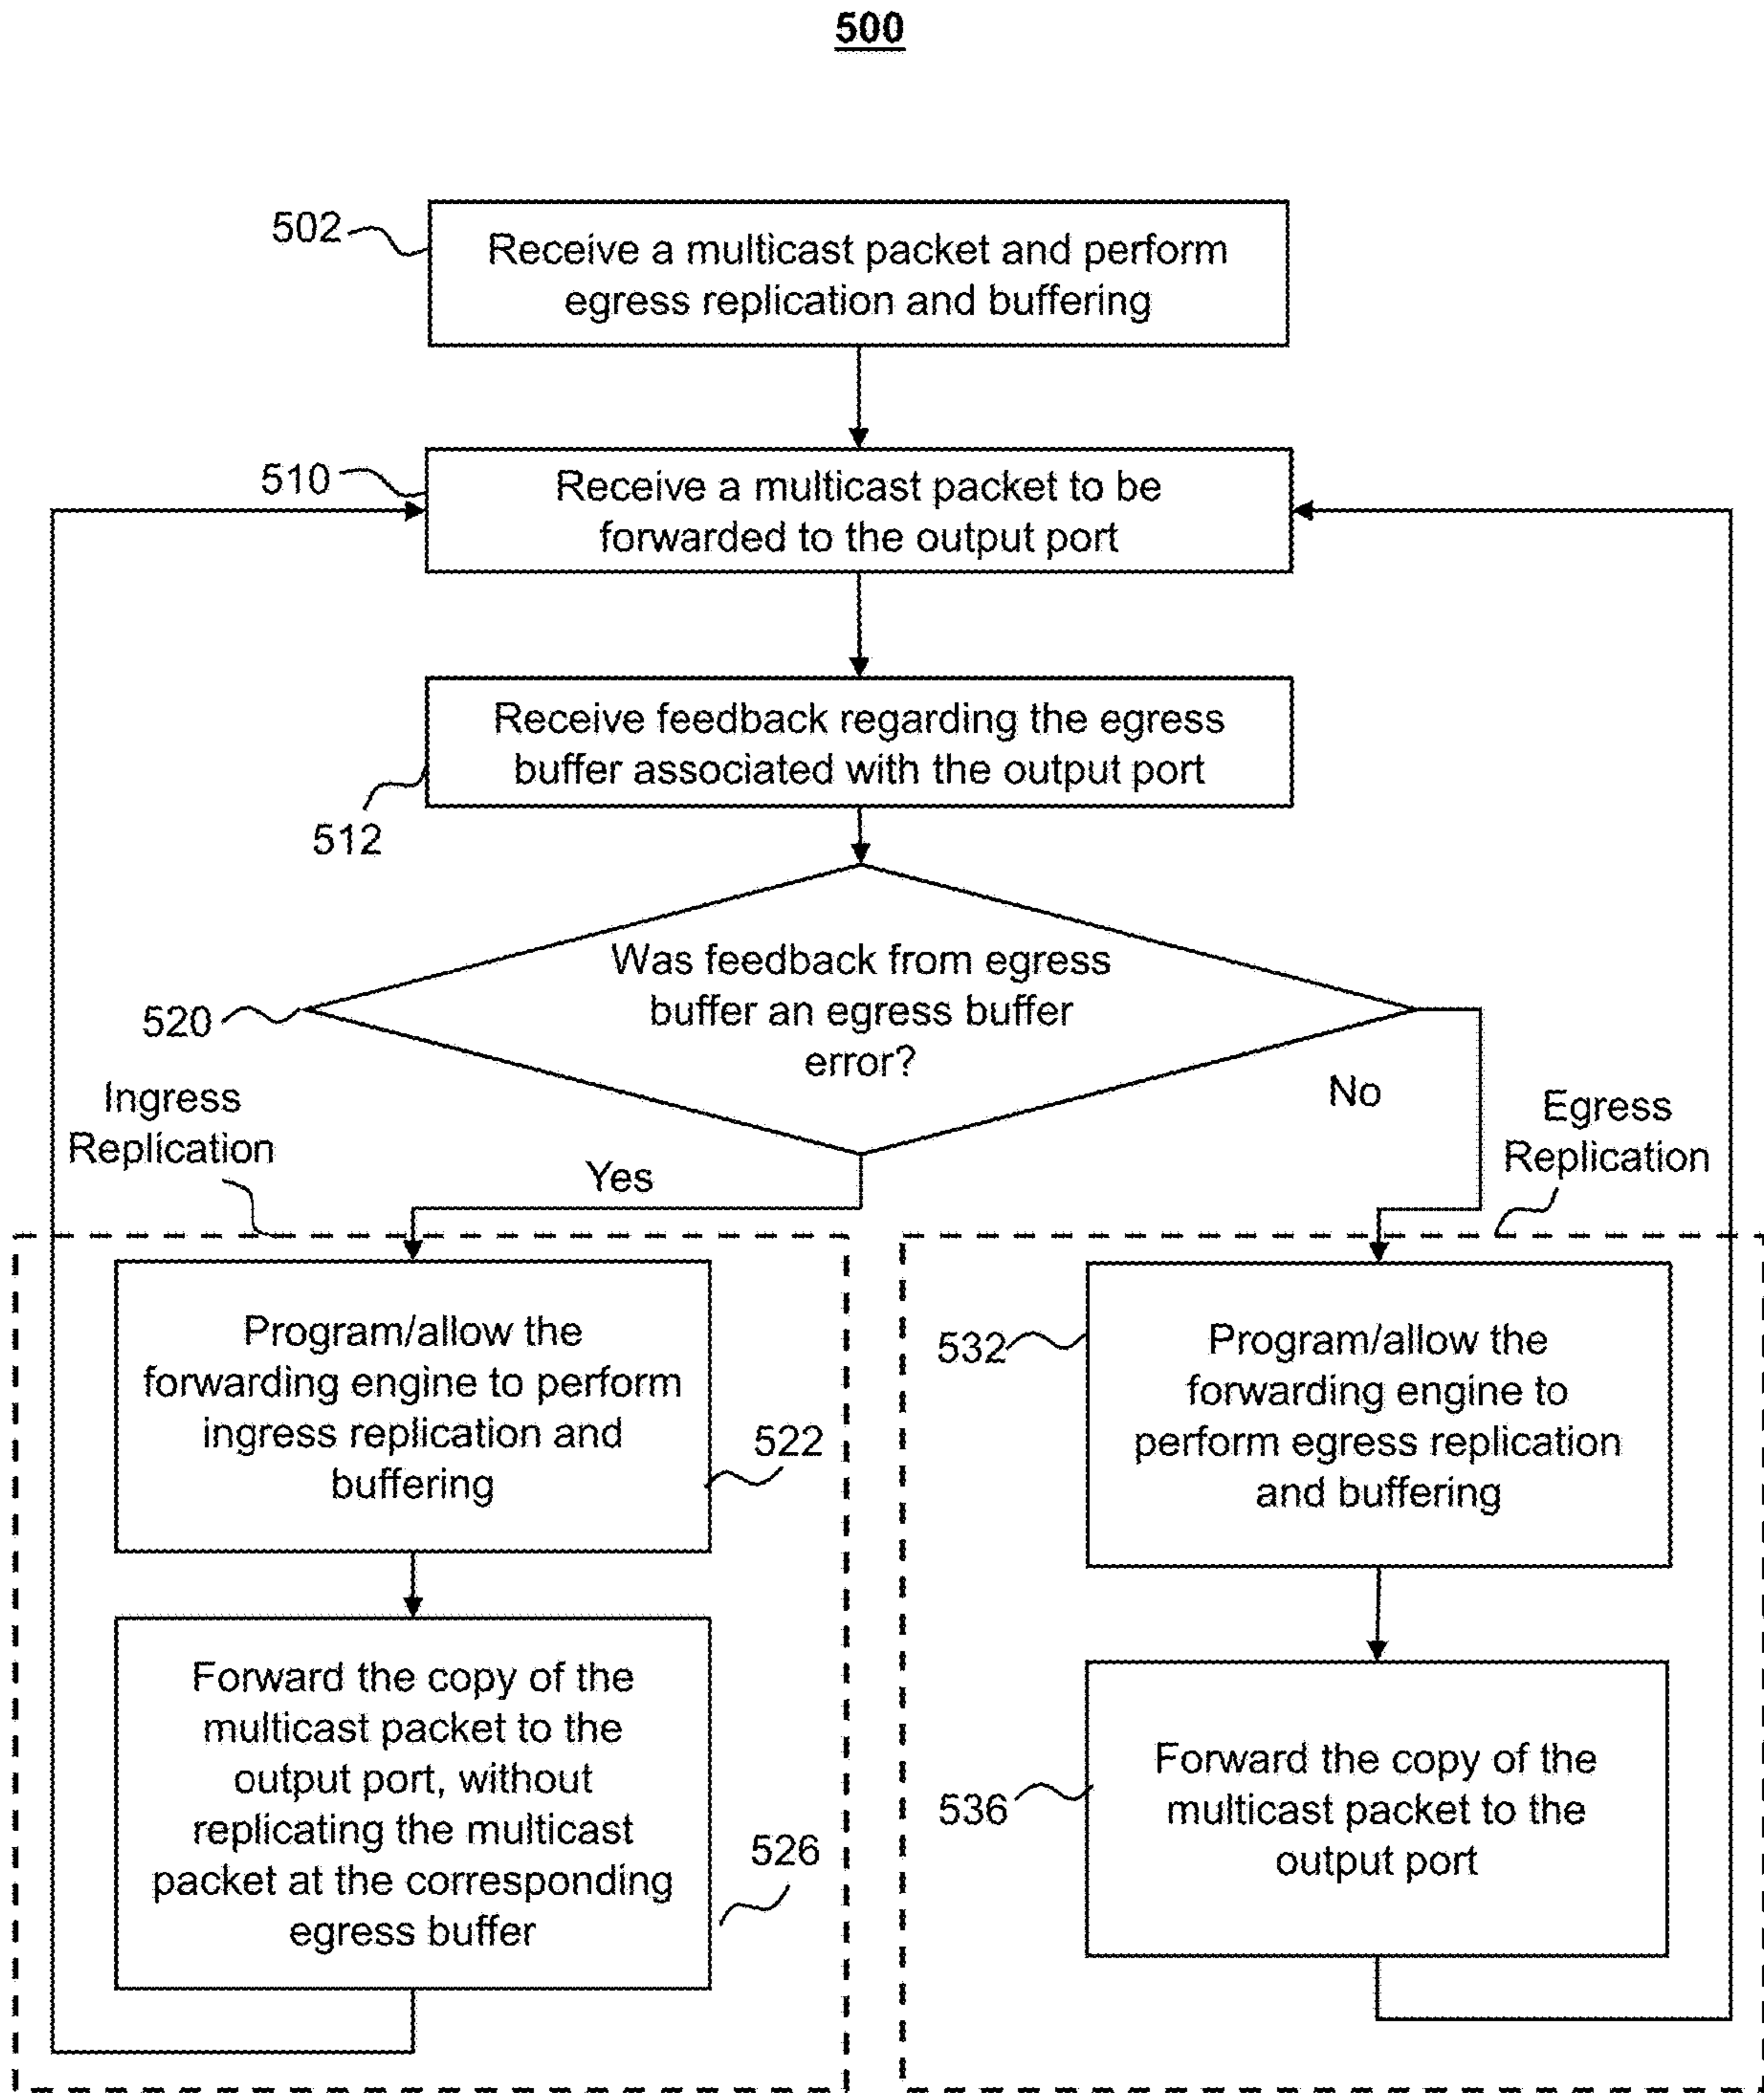 500
502
Receive a multicast packet and perform
egress replication and buffering
510
Receive a multicast packet to be
forwarded to the output port
Receive feedback regarding the egress
buffer associated with the output port
512
Was feedback from egress
buffer an egress buffer
error?
520
Ingress
Replication
Yes
No
Egress
Replication
Program/allow the
forwarding engine to perform
ingress replication and
buffering
522
532
Program/allow the
forwarding engine to
perform egress replication
and buffering
Forward the copy of the
multicast packet to the
output port, without
replicating the multicast
packet at the corresponding
egress buffer
526
536
Forward the copy of the
multicast packet to the
output port